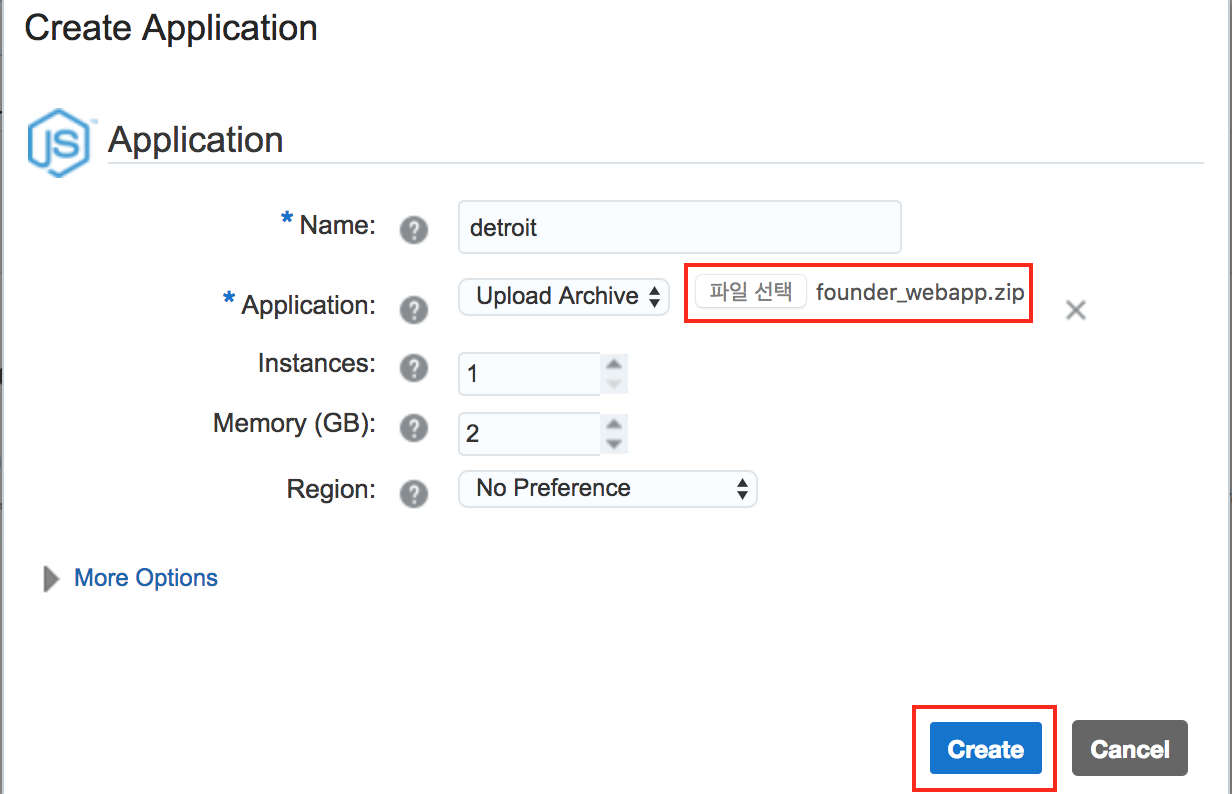 Create Application
JS Application
* Name: ? detroit
* Application: ? Upload Archive 파일 선택 founder_webapp.zip
Instances: ? 1
Memory (GB): ? 2
Region: ? No Preference
More Options
Create Cancel